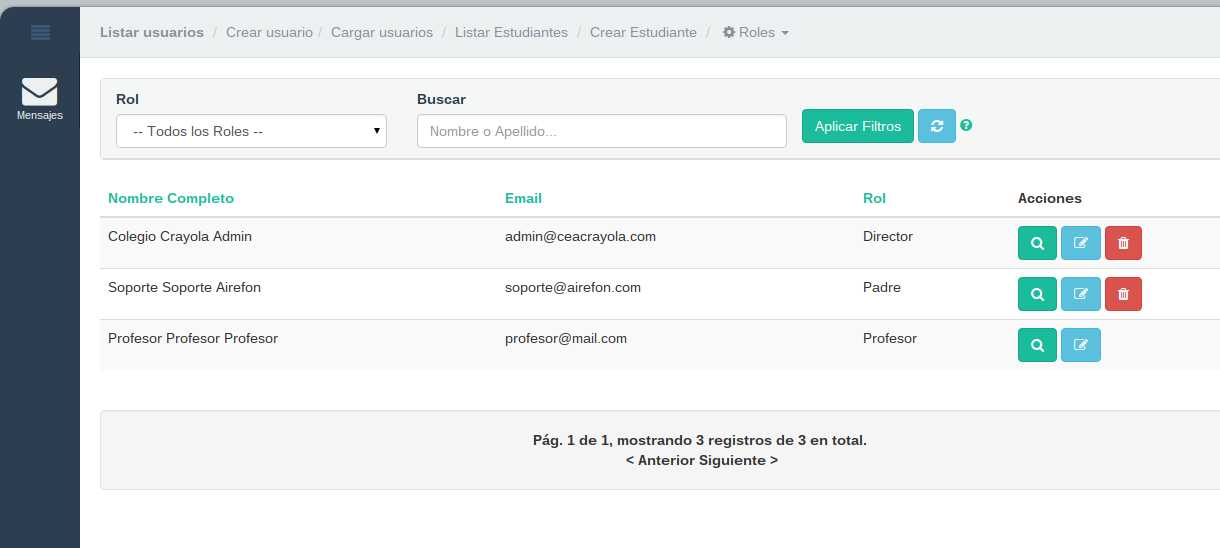 Listar usuarios / Crear usuario / Cargar usuarios / Listar Estudiantes / Crear Estudiante / Roles
Mensajes
Rol Buscar
-- Todos los Roles -- Nombre o Apellido... Aplicar Filtros ?
Nombre Completo Email Rol Acciones
Colegio Crayola Admin admin@ceacrayola.com Director
Soporte Soporte Airefon soporte@airefon.com Padre
Profesor Profesor Profesor profesor@mail.com Profesor
Pág. 1 de 1, mostrando 3 registros de 3 en total.
< Anterior Siguiente >